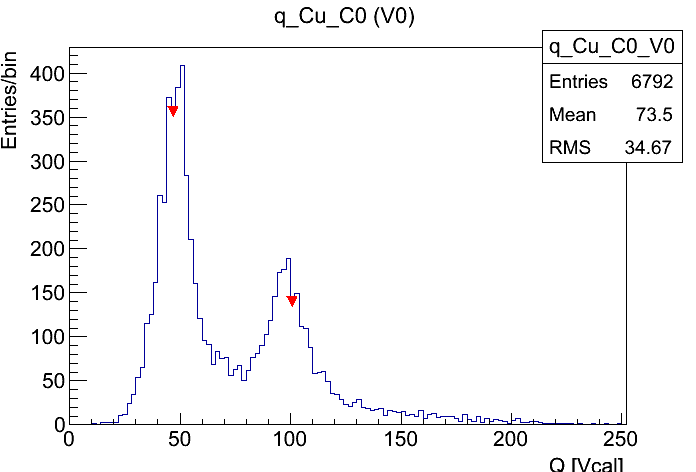 q_Cu_C0 (V0)
q_Cu_C0_V0
Entries 6792
Mean 73.5
RMS 34.67
Entries/bin
400
350
300
250
200
150
100
50
0
0 50 100 150 200 250
Q [Vcal]